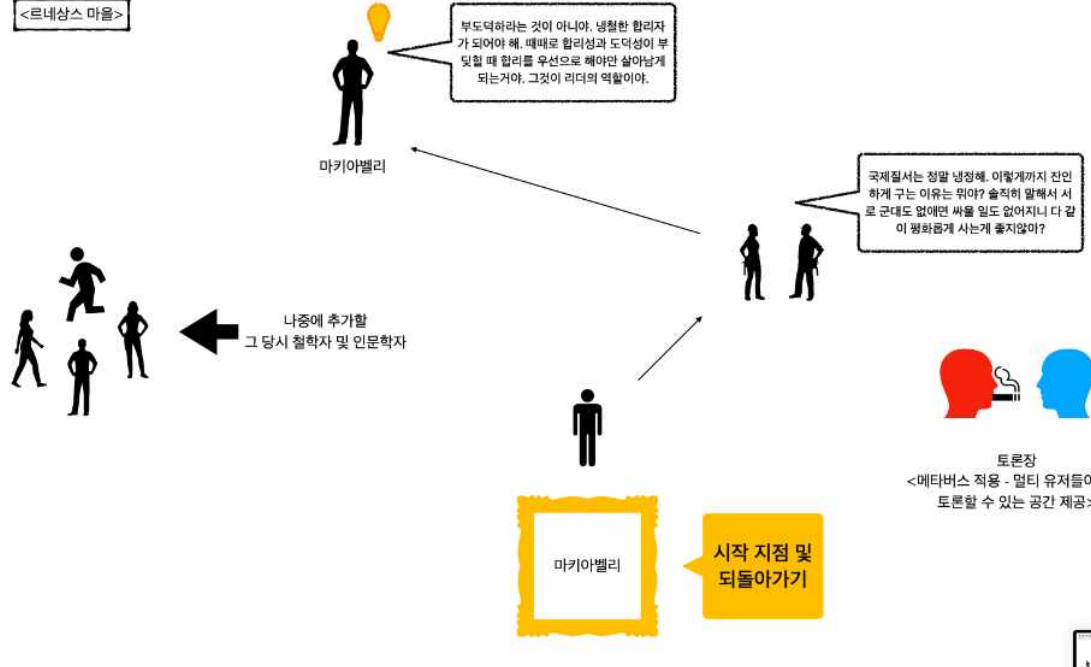 <르네상스 마을>
부도덕하라는 것이 아니야. 냉철한 합리자
가 되어야 해. 때때로 합리성과 도덕성이 부
딪힐 때 합리를 우선으로 해야만 살아남게
되는거야. 그것이 리더의 역할이야.
마키아벨리
국제질서는 정말 냉정해. 이렇게까지 잔인
하게 구는 이유는 뭐야? 솔직히 말해서 서
로 군대도 없애면 싸울 일도 없어지니 다 같
이 평화롭게 사는게 좋지않아?
나중에 추가할
그 당시 철학자 및 인문학자
토론장
<메타버스 적용 - 멀티 유저들이
토론할 수 있는 공간 제공>
마키아벨리
시작 지점 및
되돌아가기